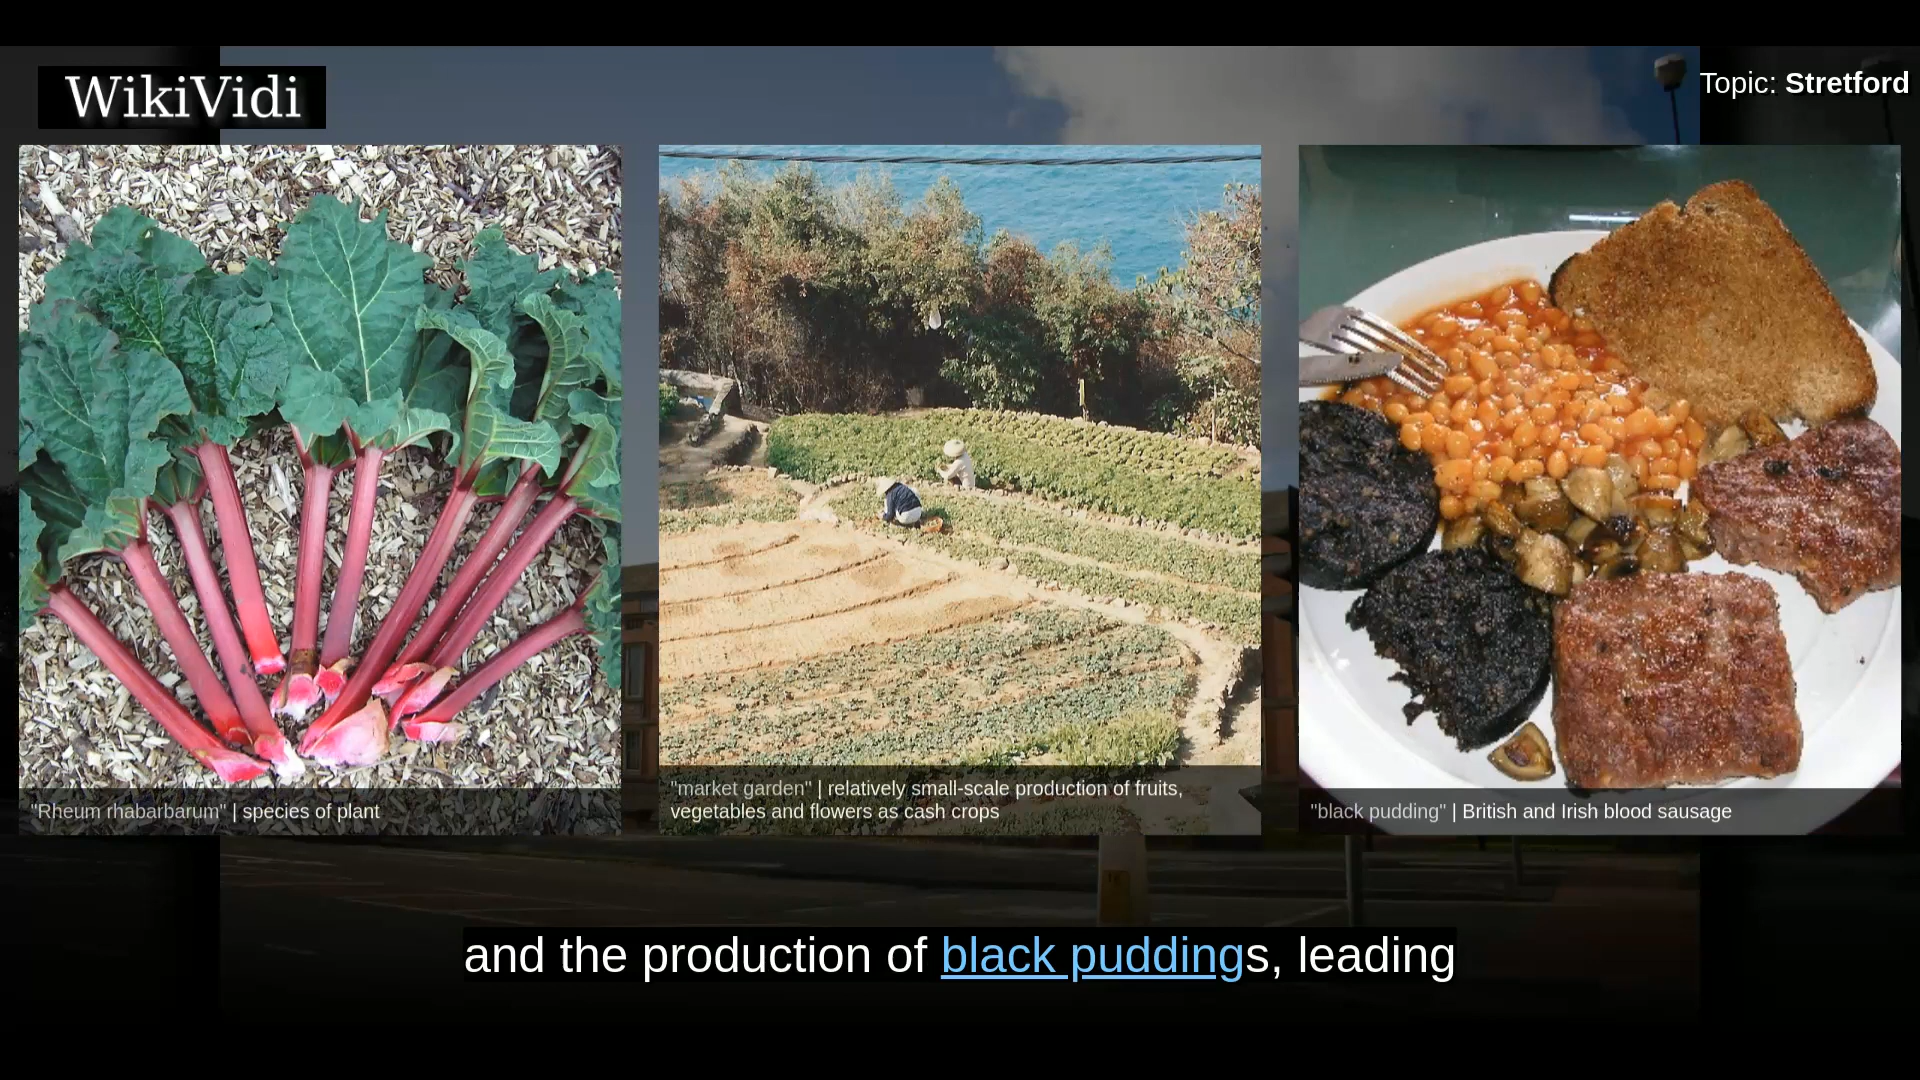 WikiVidi
Topic: Stretford
"Rheum rhabarbarum" | species of plant
"market garden" | relatively small-scale production of fruits,
vegetables and flowers as cash crops
"black pudding" | British and Irish blood sausage
and the production of black puddings, leading